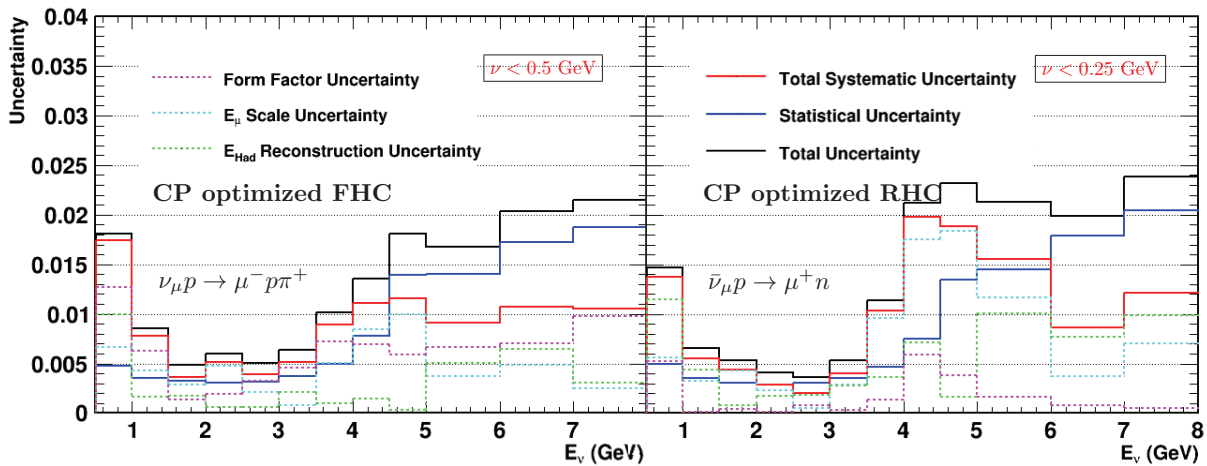 0.04
0.035
0.03
0.025
0.02
0.015
0.01
0.005
0
Uncertainty
ν < 0.5 GeV
Form Factor Uncertainty
E_μ Scale Uncertainty
E_Had Reconstruction Uncertainty
CP optimized FHC
ν_μ p → μ⁻ p π⁺
1 2 3 4 5 6 7
E_ν (GeV)
ν < 0.25 GeV
Total Systematic Uncertainty
Statistical Uncertainty
Total Uncertainty
CP optimized RHC
ν̄_μ p → μ⁺ n
1 2 3 4 5 6 7 8
E_ν (GeV)